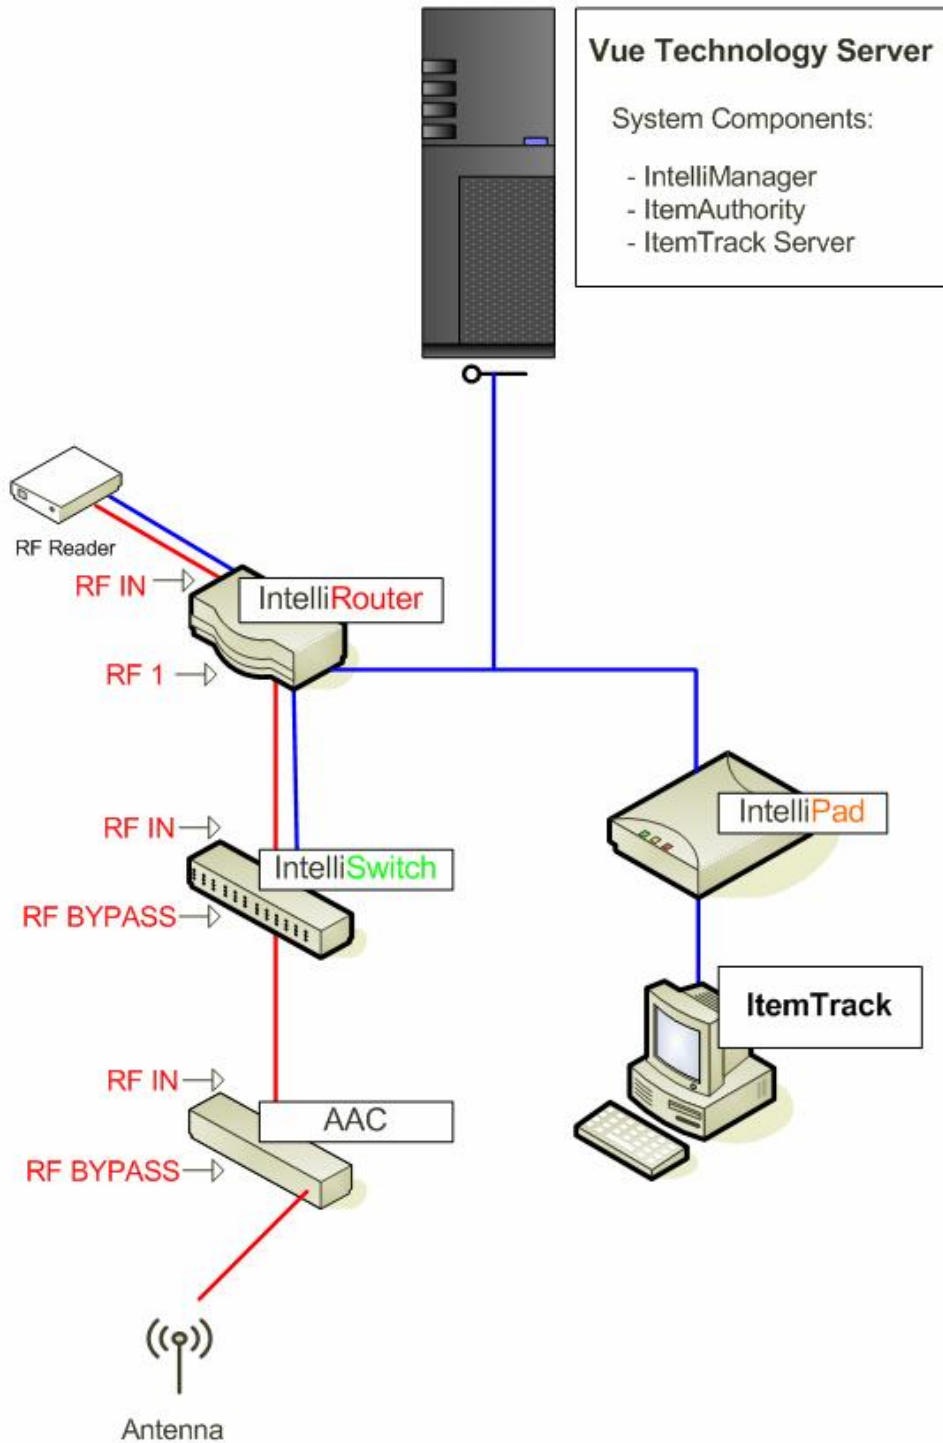 Vue Technology Server
System Components:
- IntelliManager
- ItemAuthority
- ItemTrack Server
RF Reader
RF IN
IntelliRouter
RF 1
RF IN
IntelliSwitch
RF BYPASS
IntelliPad
ItemTrack
RF IN
AAC
RF BYPASS
Antenna